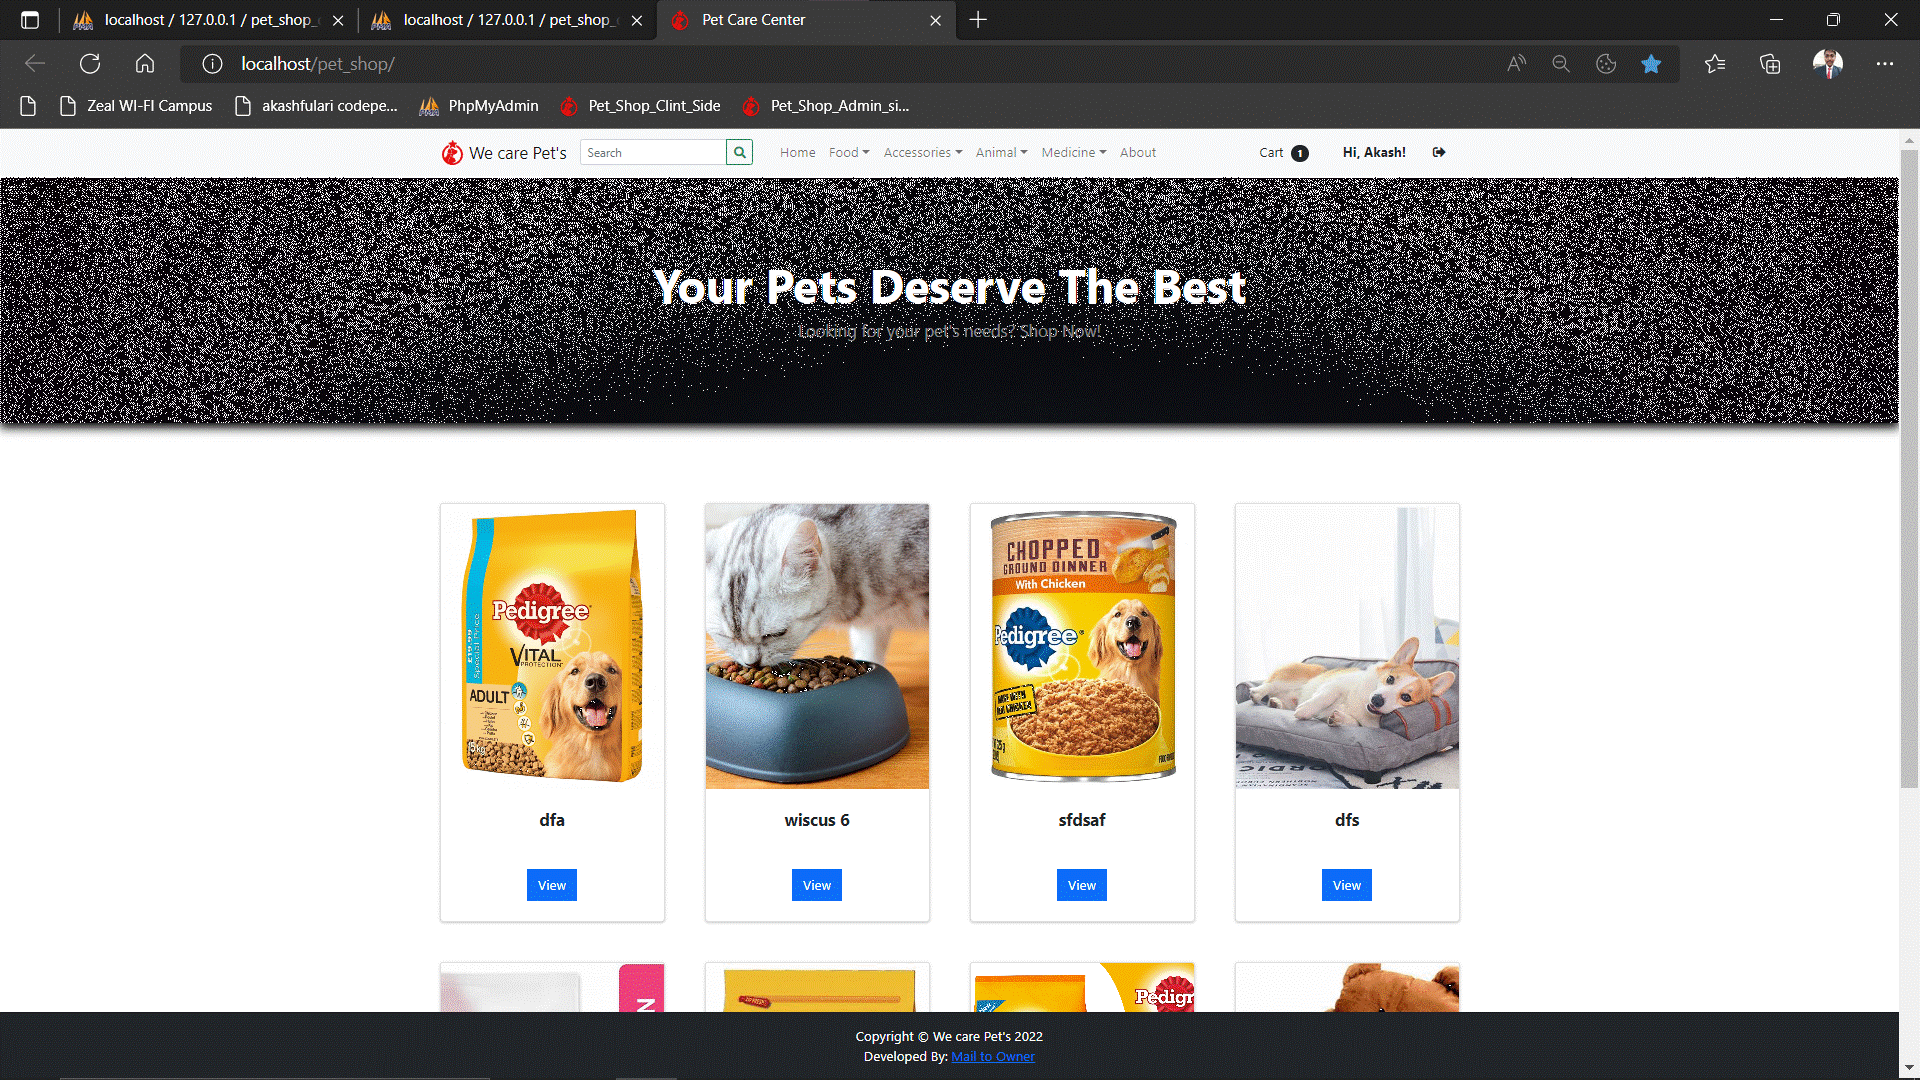 localhost / 127.0.0.1 / pet_shop_
localhost / 127.0.0.1 / pet_shop_
Pet Care Center
localhost/pet_shop/
Zeal WI-FI Campus
akashfulari codepe...
PhpMyAdmin
Pet_Shop_Clint_Side
Pet_Shop_Admin_si...
We care Pet's
Search
Home
Food
Accessories
Animal
Medicine
About
Cart 1
Hi, Akash!
Your Pets Deserve The Best
Looking for your pet's needs? Shop Now!
Pedigree
VITAL
PROTECTION
ADULT
CHOPPED
GROUND DINNER
With Chicken
Pedigree
dfa
wiscus 6
sfdsaf
dfs
View
View
View
View
Copyright © We care Pet's 2022
Developed By: Mail to Owner